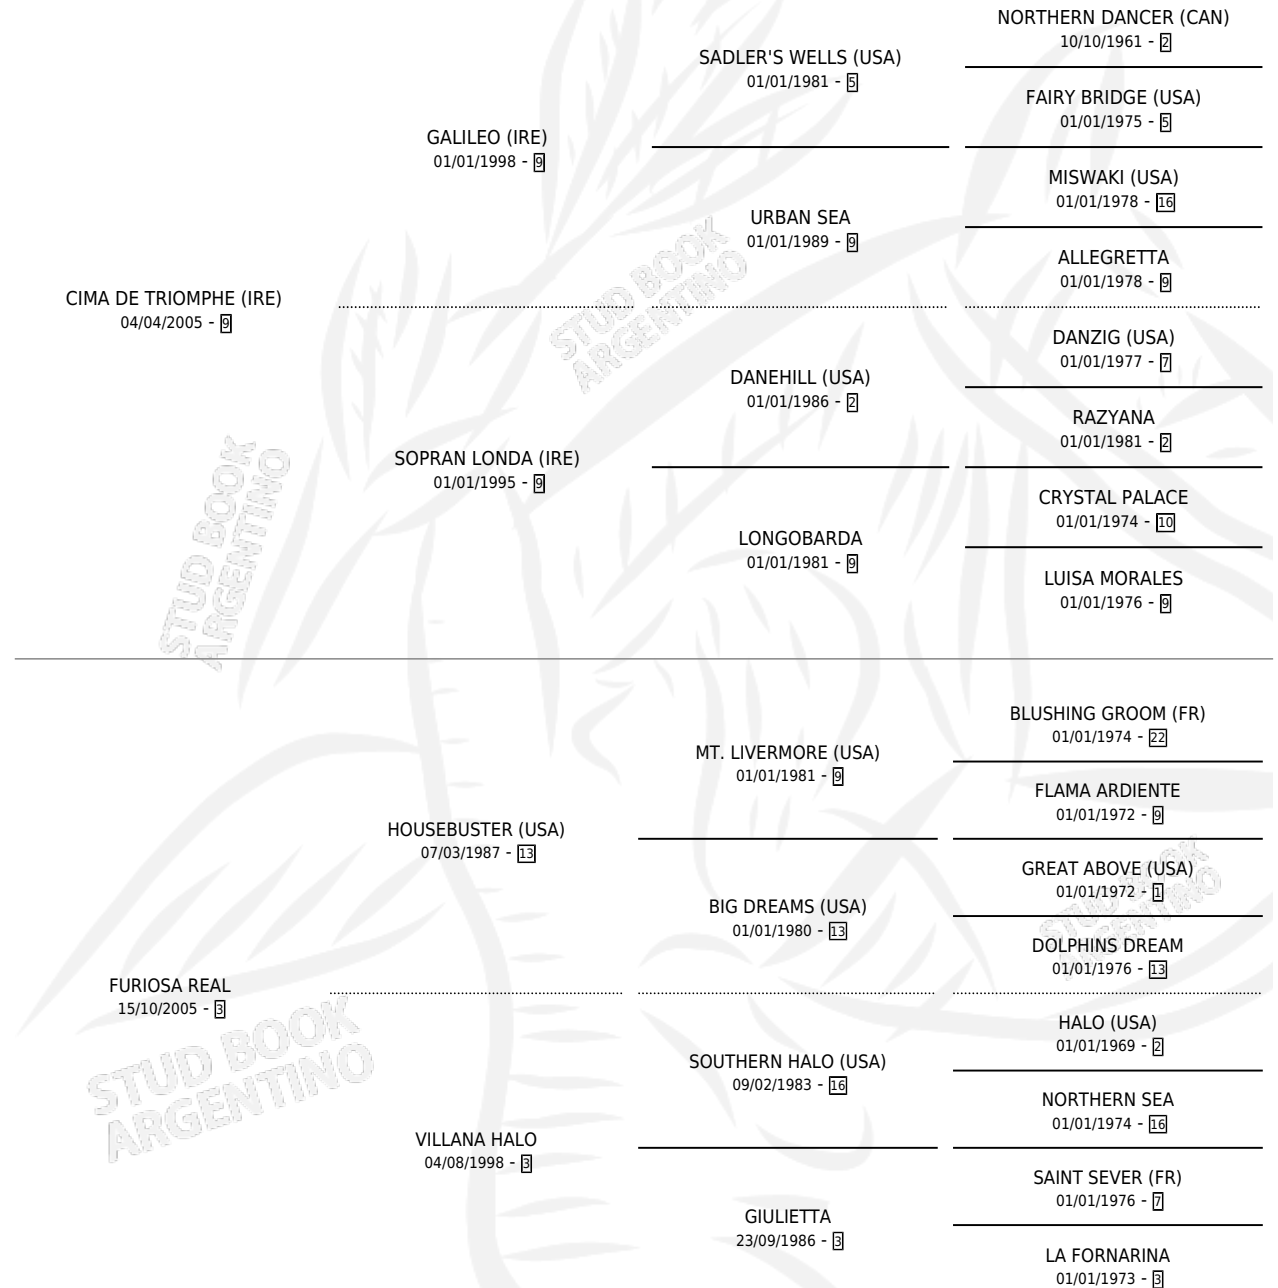 NORTHERN DANCER (CAN)
10/10/1961 - 2
SADLER'S WELLS (USA)
01/01/1981 - 5
FAIRY BRIDGE (USA)
01/01/1975 - 5
GALILEO (IRE)
01/01/1998 - 9
MISWAKI (USA)
01/01/1978 - 16
URBAN SEA
01/01/1989 - 9
ALLEGRETTA
01/01/1978 - 9
CIMA DE TRIOMPHE (IRE)
04/04/2005 - 9
DANZIG (USA)
01/01/1977 - 7
DANEHILL (USA)
01/01/1986 - 2
RAZYANA
01/01/1981 - 2
SOPRAN LONDA (IRE)
01/01/1995 - 9
CRYSTAL PALACE
01/01/1974 - 10
LONGOBARDA
01/01/1981 - 9
LUISA MORALES
01/01/1976 - 9
BLUSHING GROOM (FR)
01/01/1974 - 22
MT. LIVERMORE (USA)
01/01/1981 - 9
FLAMA ARDIENTE
01/01/1972 - 9
HOUSEBUSTER (USA)
07/03/1987 - 13
GREAT ABOVE (USA)
01/01/1972 - 1
BIG DREAMS (USA)
01/01/1980 - 13
DOLPHINS DREAM
01/01/1976 - 13
FURIOSA REAL
15/10/2005 - 3
HALO (USA)
01/01/1969 - 2
SOUTHERN HALO (USA)
09/02/1983 - 16
NORTHERN SEA
01/01/1974 - 16
VILLANA HALO
04/08/1998 - 3
SAINT SEVER (FR)
01/01/1976 - 7
GIULIETTA
23/09/1986 - 3
LA FORNARINA
01/01/1973 - 3
STUD BOOK
ARGENTINO
STUD BOOK
ARGENTINO
STUD BOOK
ARGENTINO
STUD BOOK
ARGENTINO